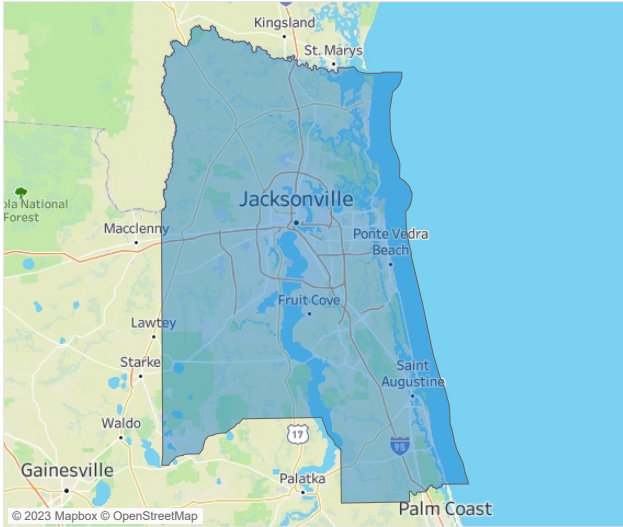 Kingsland
St. Marys
Jacksonville
ola National
Forest
Macclenny
Ponte Vedra
Beach
Fruit Cove
Lawtey
Starke
Saint
Augustine
Waldo
17
95
Gainesville
Palatka
Palm Coast
© 2023 Mapbox © OpenStreetMap